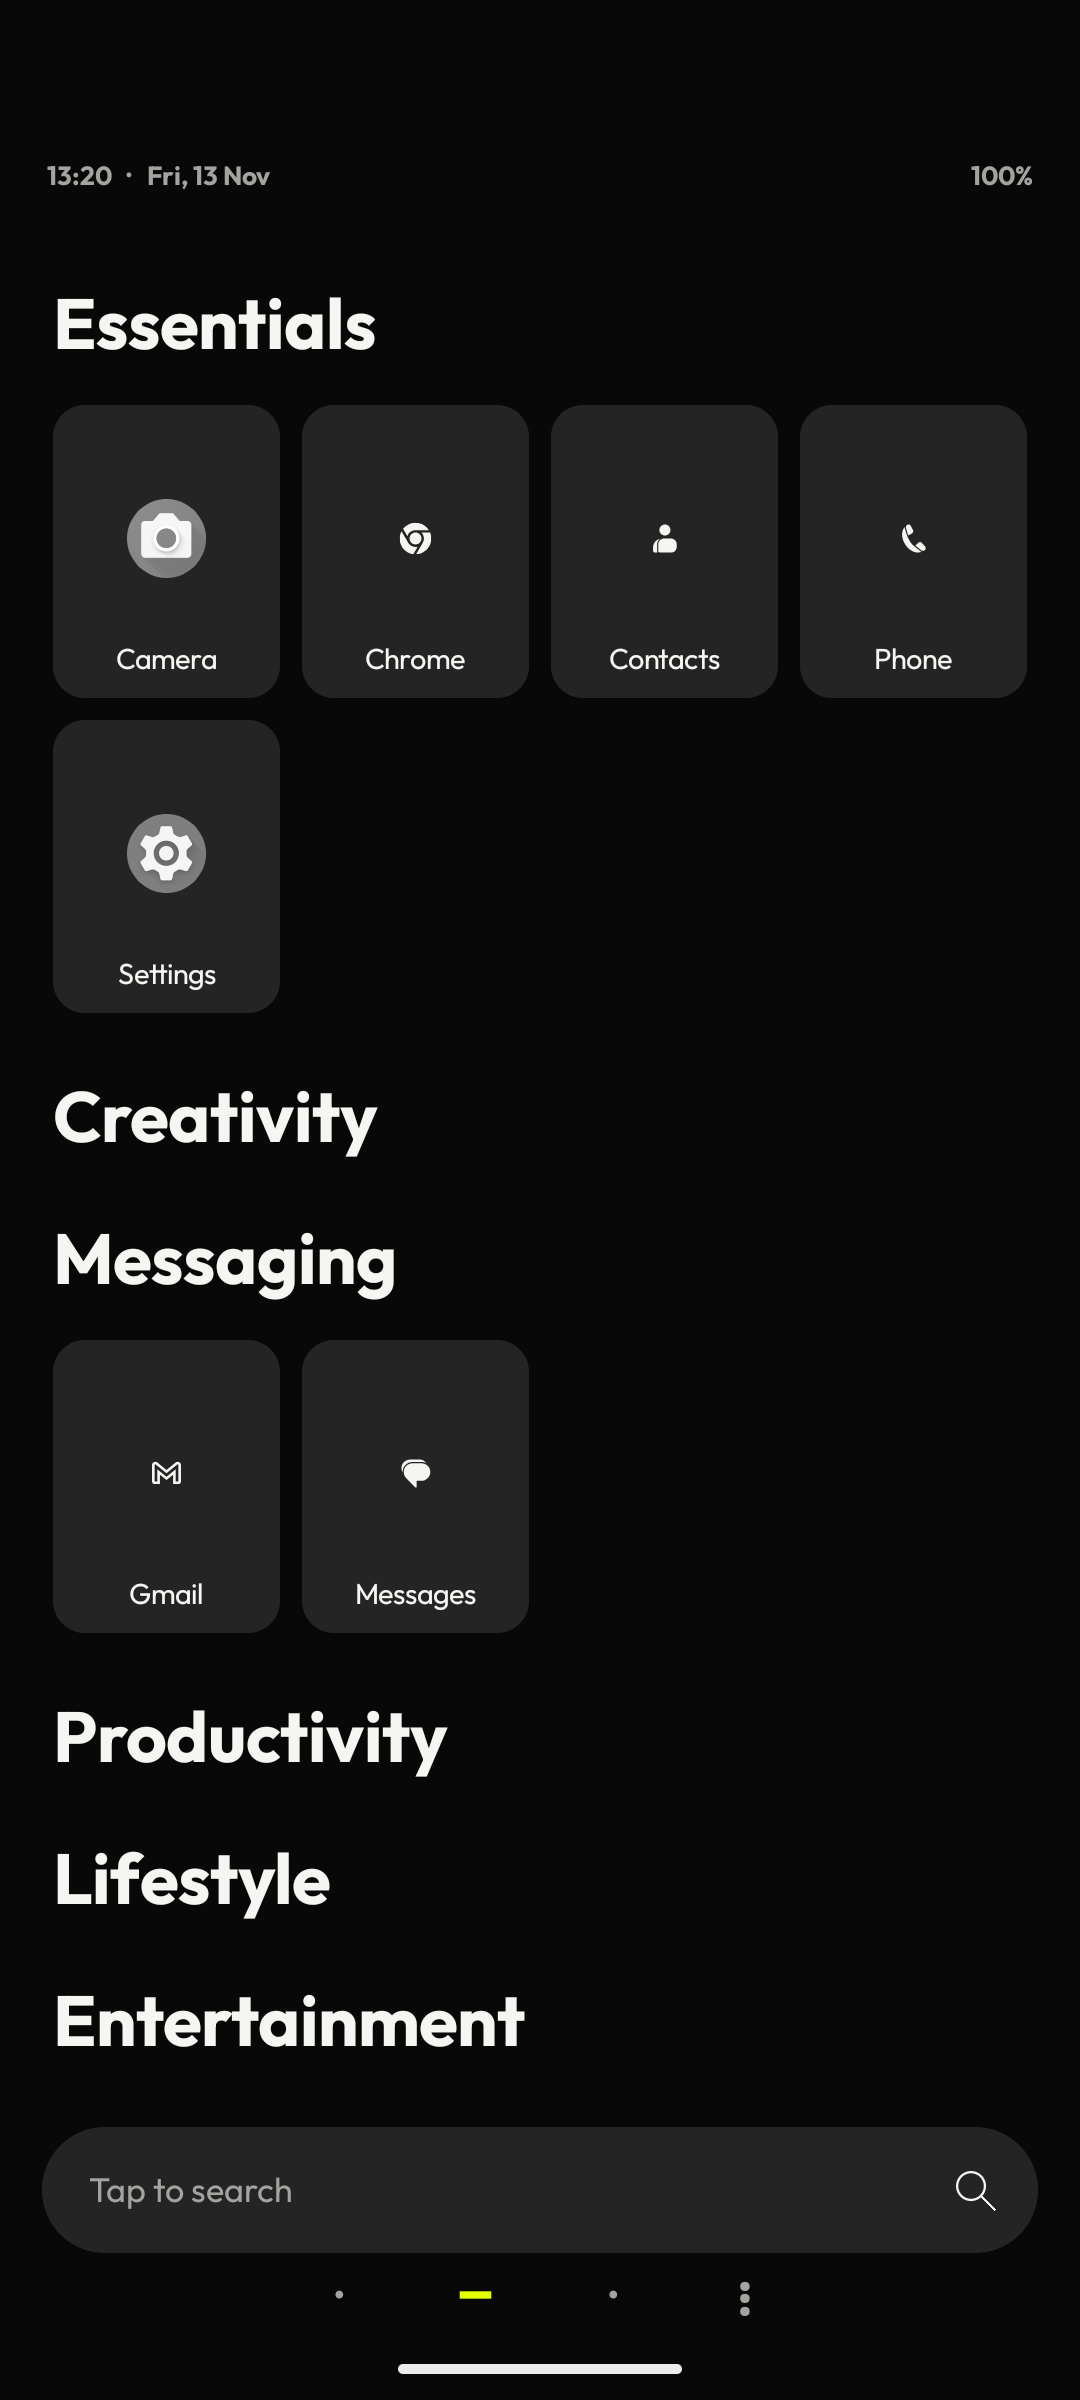 13:20 · Fri, 13 Nov 100%
Essentials
Camera Chrome Contacts Phone
Settings
Creativity
Messaging
Gmail Messages
Productivity
Lifestyle
Entertainment
Tap to search